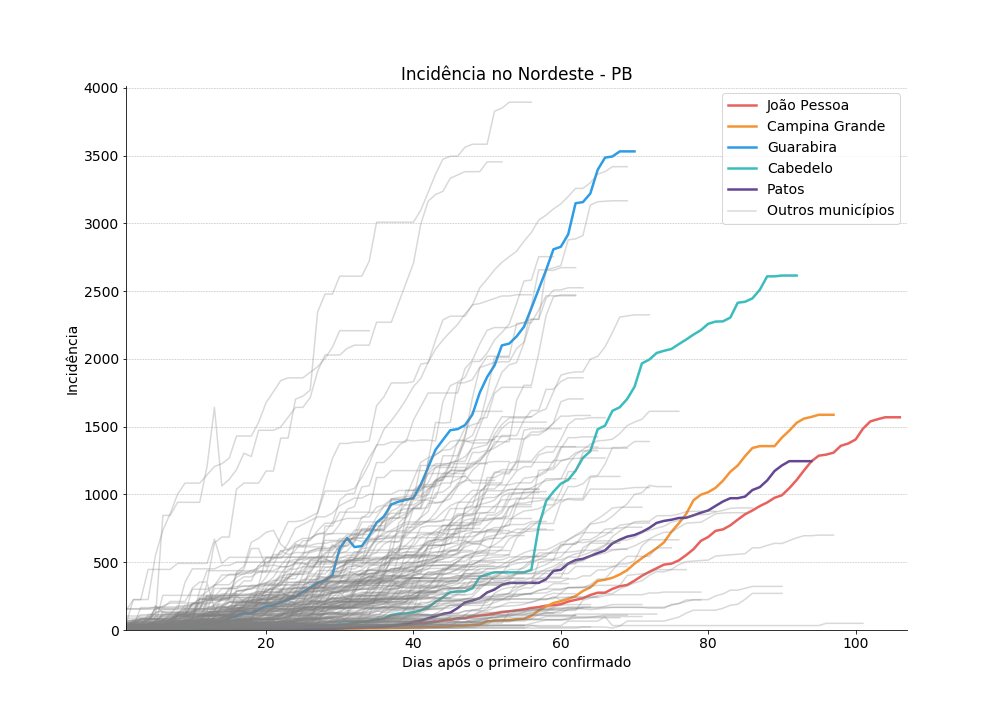 Incidência no Nordeste - PB
4000
3500
3000
2500
2000
1500
1000
500
0
Incidência
20
40
60
80
100
Dias após o primeiro confirmado
João Pessoa
Campina Grande
Guarabira
Cabedelo
Patos
Outros municípios